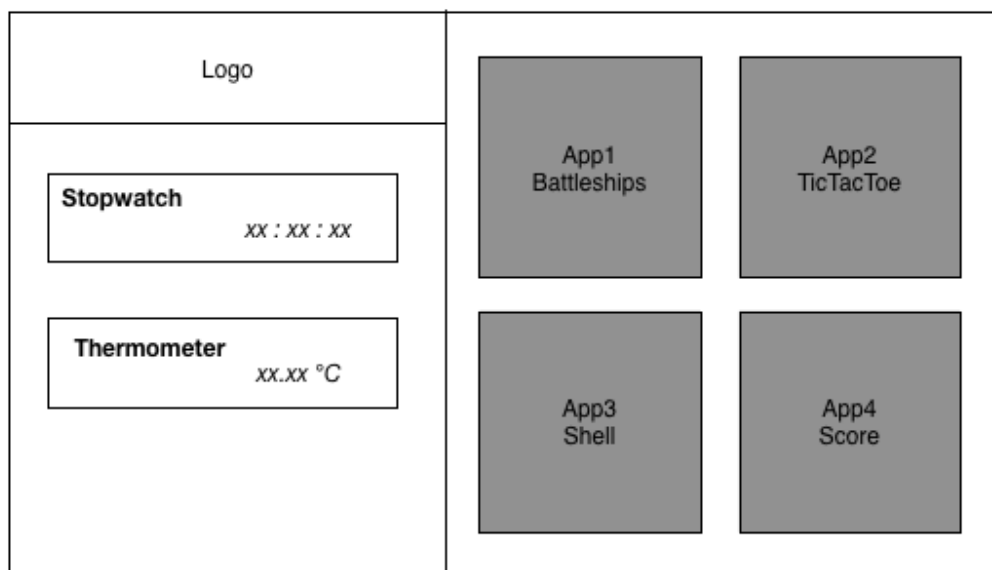 Logo
Stopwatch
xx : xx : xx
Thermometer
xx.xx °C
App1
Battleships
App2
TicTacToe
App3
Shell
App4
Score